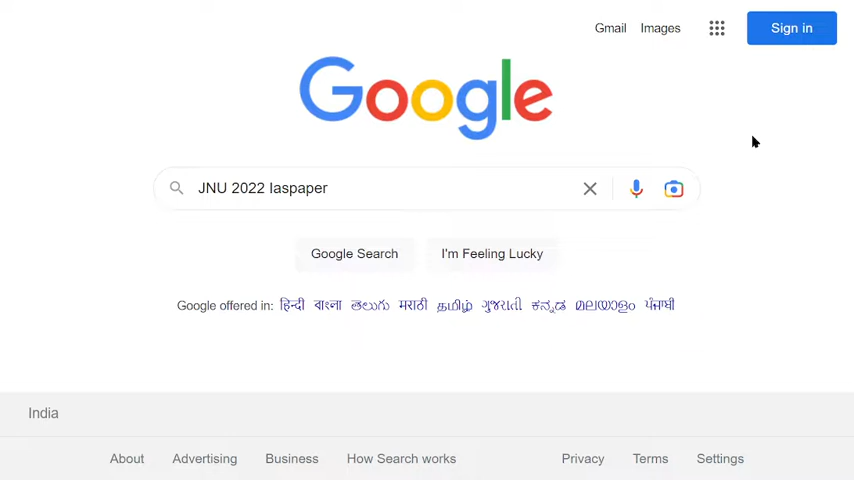 Gmail Images Sign in
Google
JNU 2022 Iaspaper
Google Search I'm Feeling Lucky
Google offered in: हिन्दी বাংলা తెలుగు मराठी தமிழ் ગુજરાતી ಕನ್ನಡ മലയാളം ਪੰਜਾਬੀ
India
About Advertising Business How Search works Privacy Terms Settings